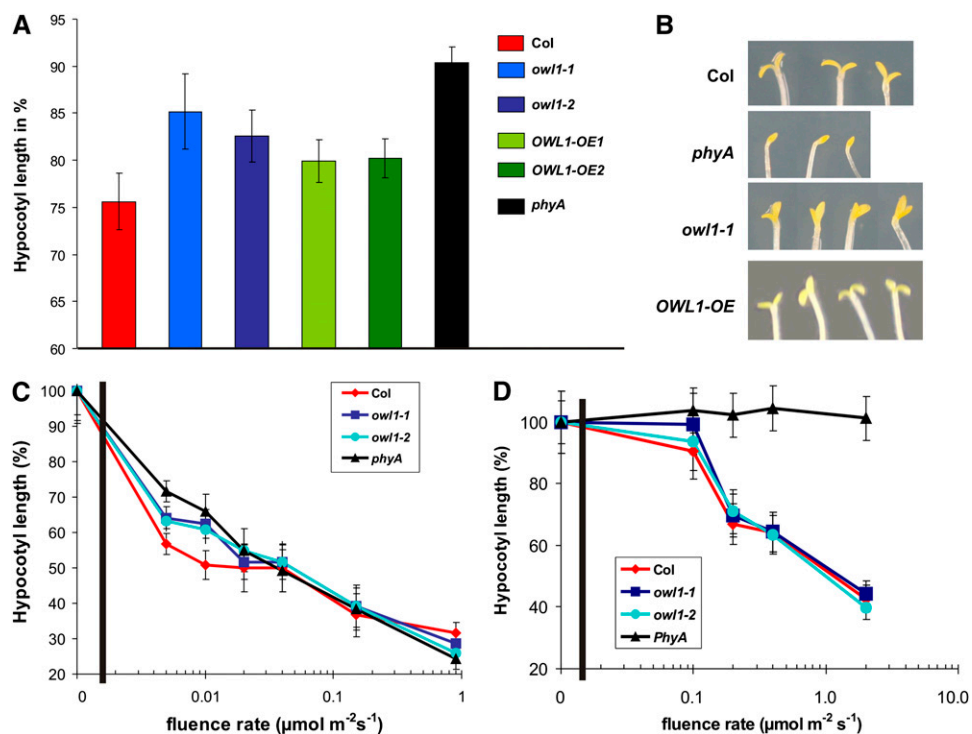 A
Hypocotyl length in %
95
90
85
80
75
70
65
60
Col
owl1-1
owl1-2
OWL1-OE1
OWL1-OE2
phyA
B
Col
phyA
owl1-1
OWL1-OE
C
Hypocotyl length (%)
100
90
80
70
60
50
40
30
20
0
0.01
0.1
1
fluence rate (µmol m⁻²s⁻¹)
Col
owl1-1
owl1-2
phyA
D
Hypocotyl length (%)
100
80
60
40
20
0
0.1
1.0
10.0
fluence rate (µmol m⁻²s⁻¹)
Col
owl1-1
owl1-2
PhyA